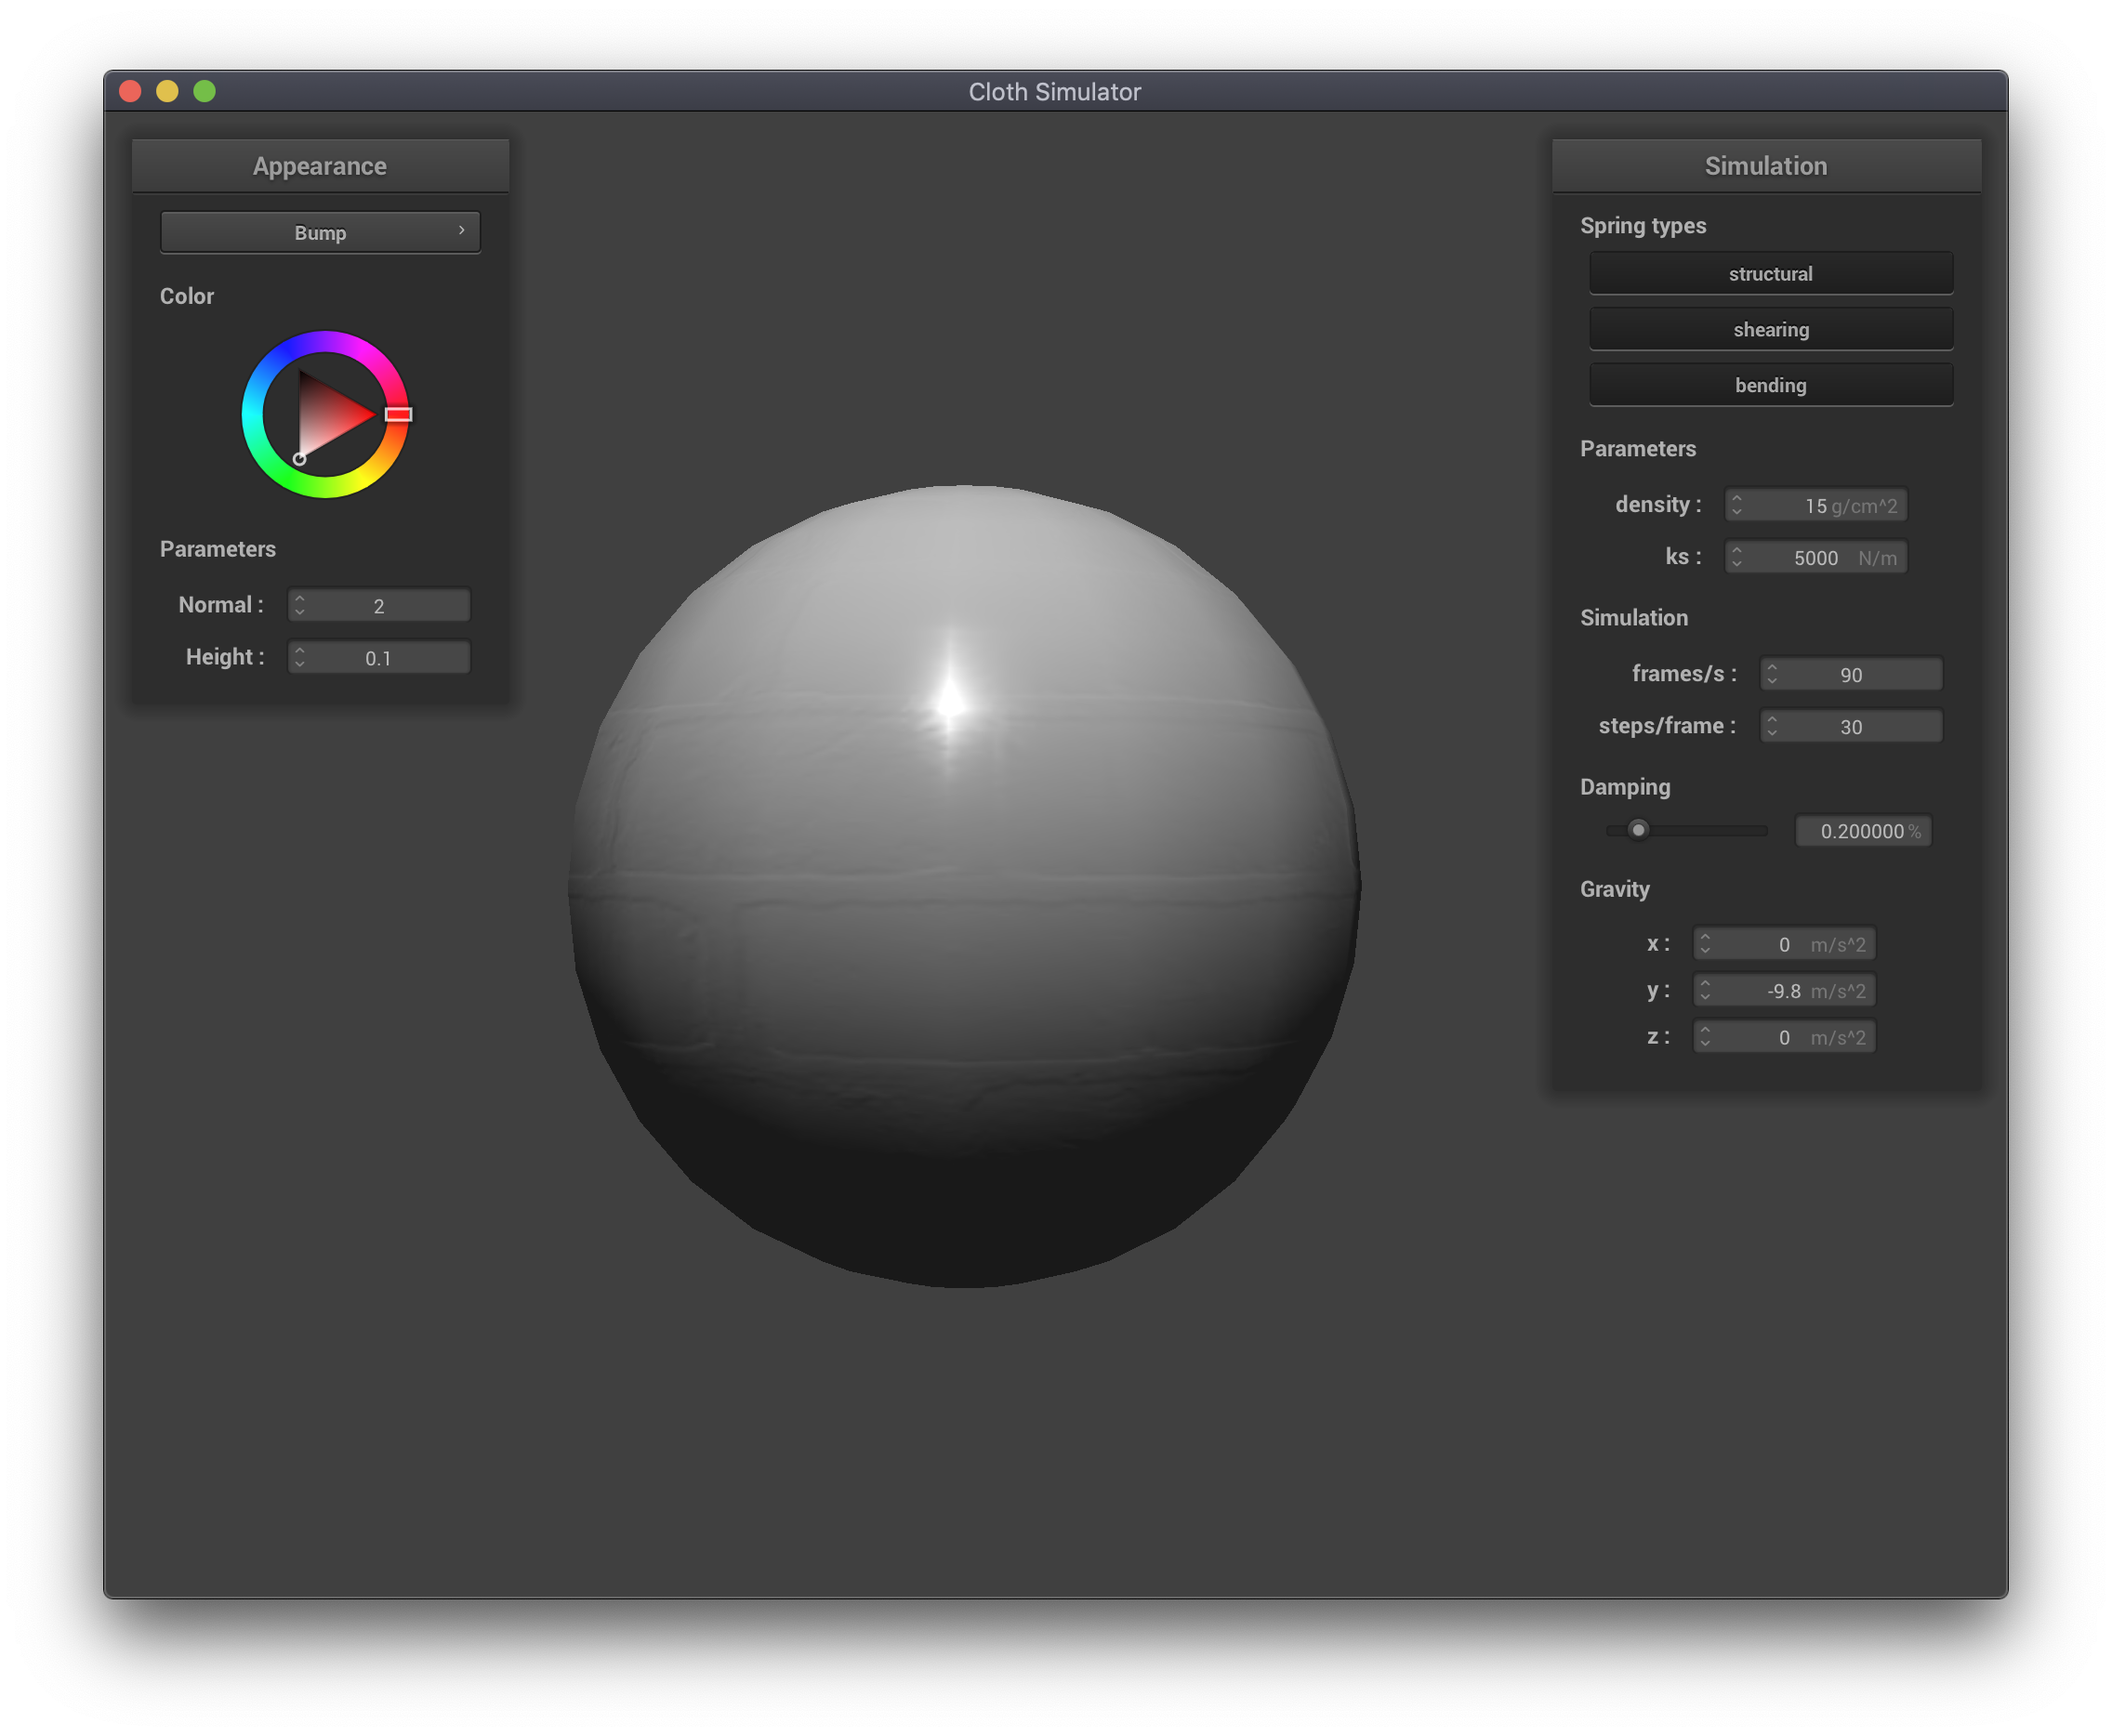 Cloth Simulator
Appearance
Bump
Color
Parameters
Normal : 2
Height : 0.1
Simulation
Spring types
structural
shearing
bending
Parameters
density : 15 g/cm^2
ks : 5000 N/m
Simulation
frames/s : 90
steps/frame : 30
Damping
0.200000 %
Gravity
x : 0 m/s^2
y : -9.8 m/s^2
z : 0 m/s^2